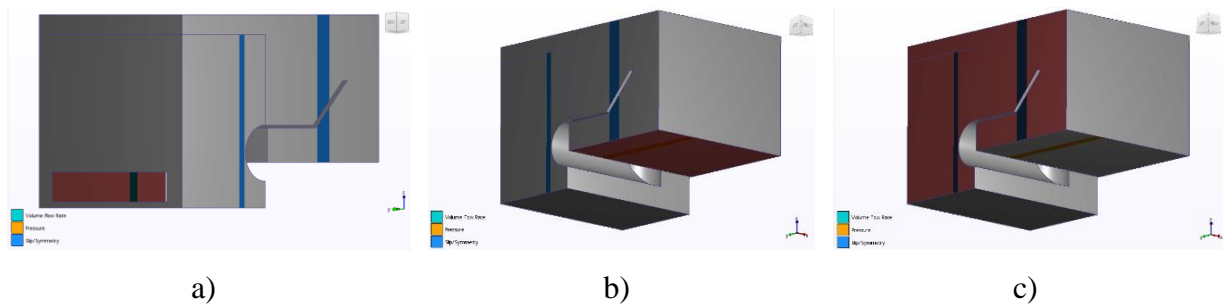 Volume Flow Rate
Pressure
Slip/Symmetry
Volume Flow Rate
Pressure
Slip/Symmetry
Volume Flow Rate
Pressure
Slip/Symmetry
a)
b)
c)